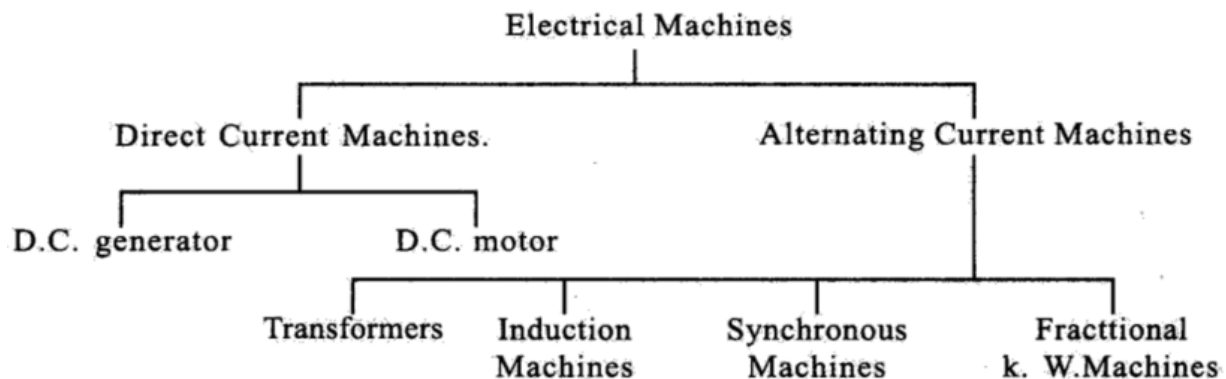 Electrical Machines
Direct Current Machines.
Alternating Current Machines
D.C. generator
D.C. motor
Transformers
Induction
Machines
Synchronous
Machines
Fracttional
k. W.Machines